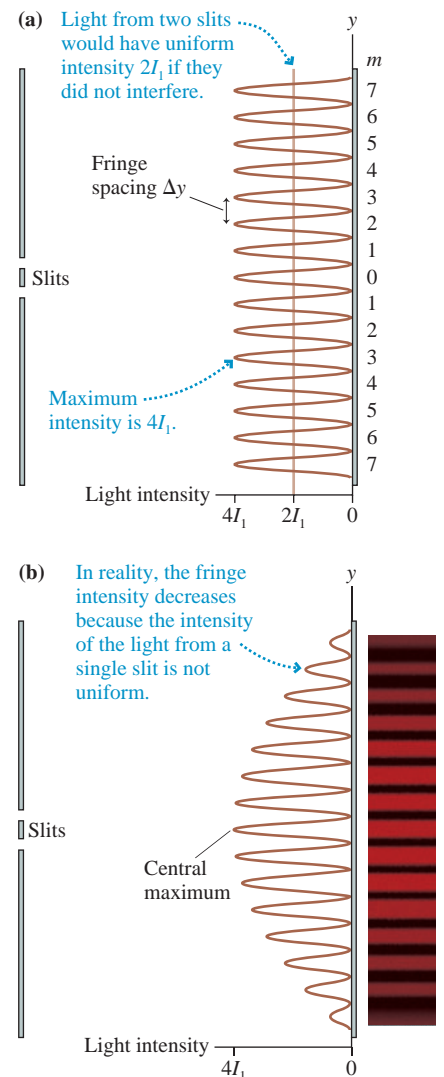 (a) Light from two slits
would have uniform
intensity 2I₁ if they
did not interfere.
y
m
7
6
5
4
Fringe
spacing Δy
3
2
1
Slits
0
1
2
3
Maximum
intensity is 4I₁.
4
5
6
7
Light intensity
4I₁ 2I₁ 0
(b) In reality, the fringe
intensity decreases
because the intensity
of the light from a
single slit is not
uniform.
y
Slits
Central
maximum
Light intensity
4I₁ 0